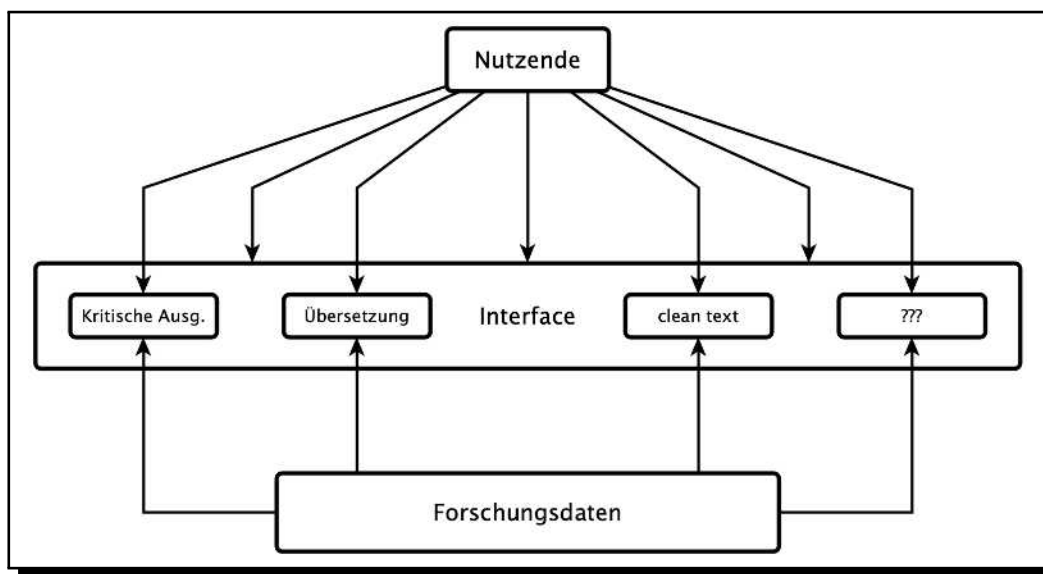 Nutzende
Kritische Ausg.
Übersetzung
Interface
clean text
???
Forschungsdaten